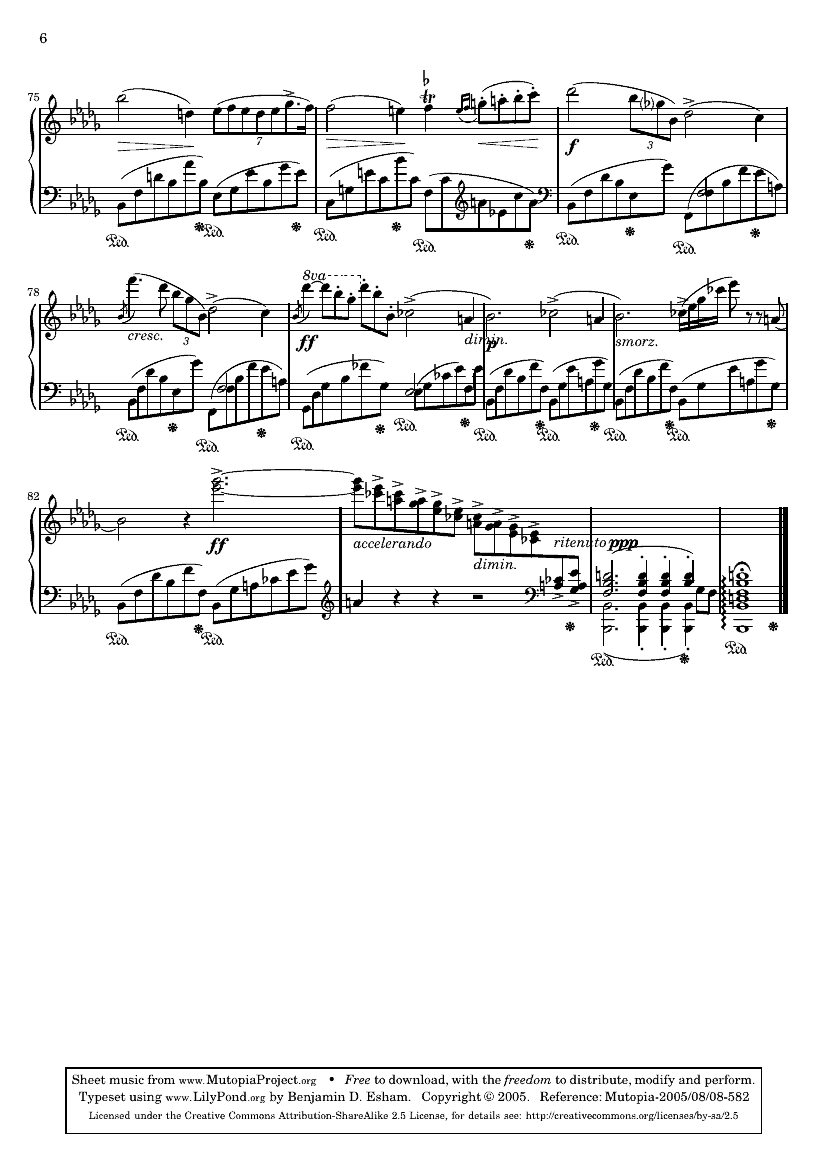 6
75
7
tr
f
3
78
cresc.
3
8va
ff
dimin.
p
smorz.
82
ff
accelerando
dimin.
ritenuto ppp
Sheet music from www.MutopiaProject.org • Free to download, with the freedom to distribute, modify and perform.
Typeset using www.LilyPond.org by Benjamin D. Esham. Copyright © 2005. Reference: Mutopia-2005/08/08-582
Licensed under the Creative Commons Attribution-ShareAlike 2.5 License, for details see: http://creativecommons.org/licenses/by-sa/2.5